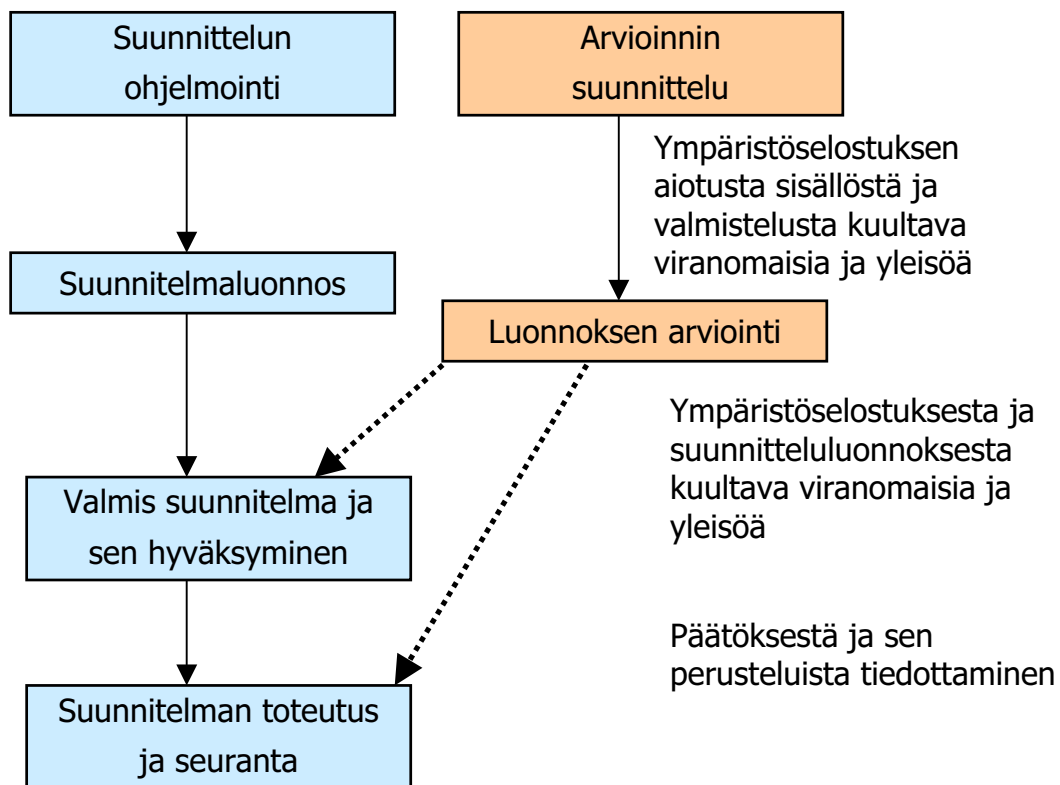 Suunnittelun
ohjelmointi
Arvioinnin
suunnittelu
Ympäristöselostuksen
aiotusta sisällöstä ja
valmistelusta kuultava
viranomaisia ja yleisöä
Suunnitelmaluonnos
Luonnoksen arviointi
Ympäristöselostuksesta ja
suunnitteluluonnoksesta
kuultava viranomaisia ja
yleisöä
Valmis suunnitelma ja
sen hyväksyminen
Päätöksestä ja sen
perusteluista tiedottaminen
Suunnitelman toteutus
ja seuranta